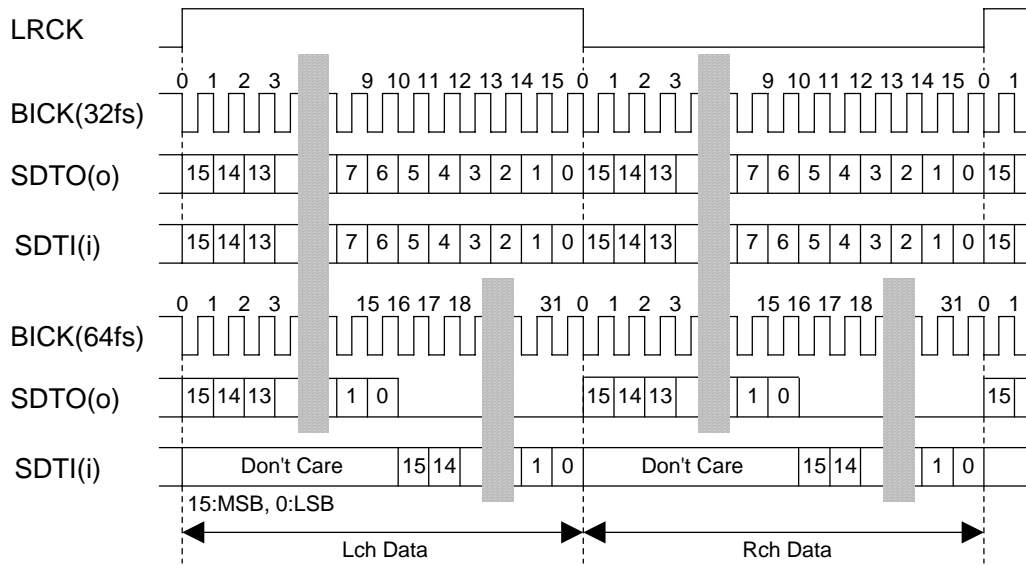 LRCK
0 1 2 3 9 10 11 12 13 14 15 0 1 2 3 9 10 11 12 13 14 15 0 1
BICK(32fs)
SDTO(o) 15 14 13 7 6 5 4 3 2 1 0 15 14 13 7 6 5 4 3 2 1 0 15
SDTI(i) 15 14 13 7 6 5 4 3 2 1 0 15 14 13 7 6 5 4 3 2 1 0 15
0 1 2 3 15 16 17 18 31 0 1 2 3 15 16 17 18 31 0 1
BICK(64fs)
SDTO(o) 15 14 13 1 0 15 14 13 1 0 15
SDTI(i) Don't Care 15 14 1 0 Don't Care 15 14 1 0
15:MSB, 0:LSB
Lch Data Rch Data